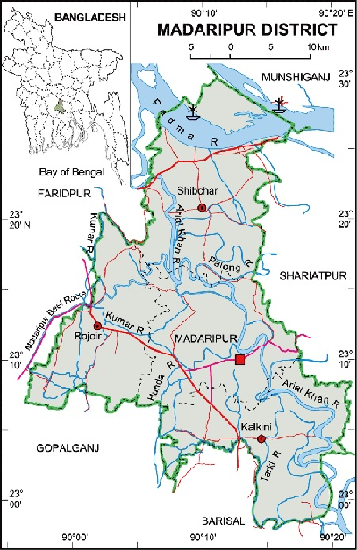 BANGLADESH
Bay of Bengal
90°10'
90°20'E
MADARIPUR DISTRICT
5 0 5 10 km
MUNSHIGANJ
23°
30'
Padma R
FARIDPUR
Shibchar
Arial Khan R
23°
20'N
23°
20'
Kumar R
Palong R
SHARIATPUR
Kumar R
MADARIPUR
Rajoir
23°
10'
23°
10'
Arial Khan R
Kalkini
Tarki R
GOPALGANJ
23°
00'
23°
00'
BARISAL
90°00'
90°10'
90°20'